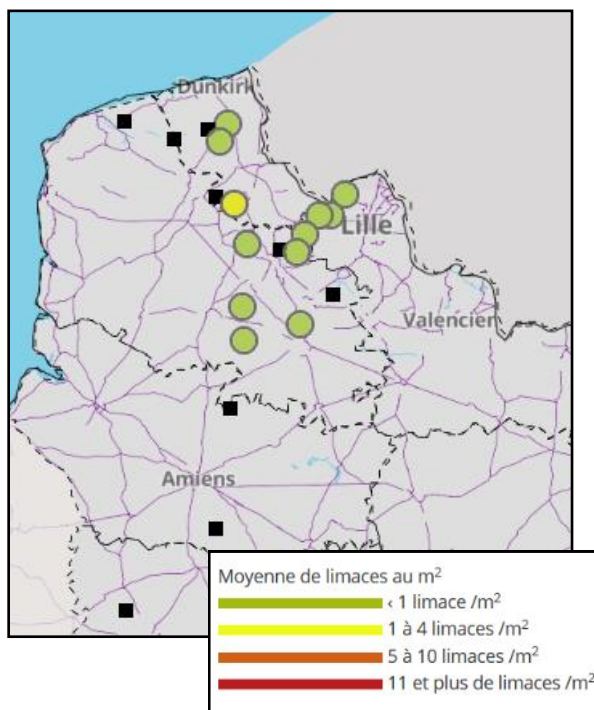 Dunkirk
Lille
Valencien
Amiens
Moyenne de limaces au m²
‹ 1 limace /m²
1 à 4 limaces /m²
5 à 10 limaces /m²
11 et plus de limaces /m²